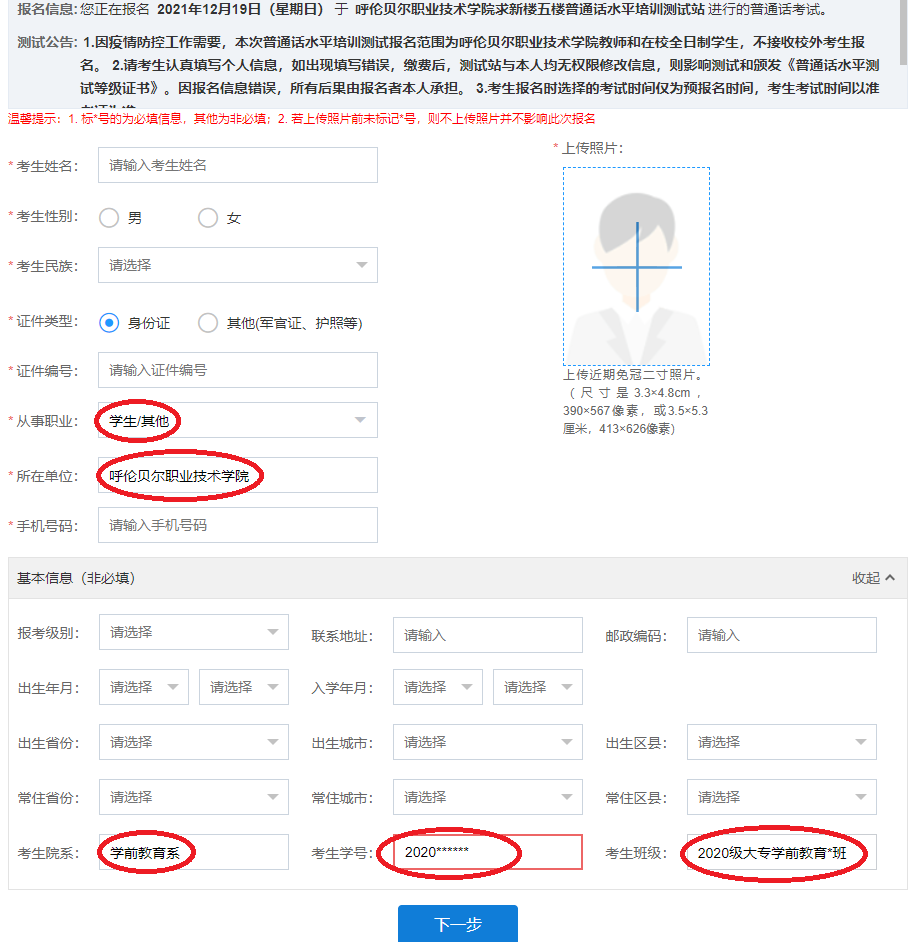 报名信息:您正在报名 2021年12月19日（星期日） 于 呼伦贝尔职业技术学院求新楼五楼普通话水平培训测试站 进行的普通话考试。
测试公告: 1.因疫情防控工作需要，本次普通话水平培训测试报名范围为呼伦贝尔职业技术学院教师和在校全日制学生，不接收校外考生报
名。 2.请考生认真填写个人信息，如出现填写错误，缴费后，测试站与本人均无权限修改信息，则影响测试和颁发《普通话水平测
试等级证书》。因报名信息错误，所有后果由报名者本人承担。 3.考生报名时选择的考试时间仅为预报名时间，考生考试时间以准
温馨提示：1. 标*号的为必填信息，其他为非必填；2. 若上传照片前未标记*号，则不上传照片并不影响此次报名
*考生姓名： 请输入考生姓名
*上传照片：
*考生性别： 男 女
*考生民族： 请选择
*证件类型： 身份证 其他(军官证、护照等)
*证件编号： 请输入证件编号
上传近期免冠二寸照片。
（尺寸是3.3×4.8cm，
390×567像素，或3.5×5.3
厘米，413×626像素)
*从事职业： 学生/其他
*所在单位： 呼伦贝尔职业技术学院
*手机号码： 请输入手机号码
基本信息（非必填） 收起
报考级别： 请选择 联系地址： 请输入 邮政编码： 请输入
出生年月： 请选择 请选择 入学年月： 请选择 请选择
出生省份： 请选择 出生城市： 请选择 出生区县： 请选择
常住省份： 请选择 常住城市： 请选择 常住区县： 请选择
考生院系： 学前教育系 考生学号： 2020****** 考生班级： 2020级大专学前教育*班
下一步